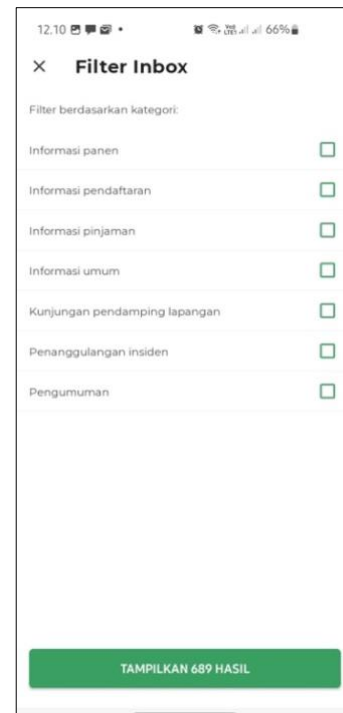 12.10 66%
× Filter Inbox
Filter berdasarkan kategori:
Informasi panen
Informasi pendaftaran
Informasi pinjaman
Informasi umum
Kunjungan pendamping lapangan
Penanggulangan insiden
Pengumuman
TAMPILKAN 689 HASIL